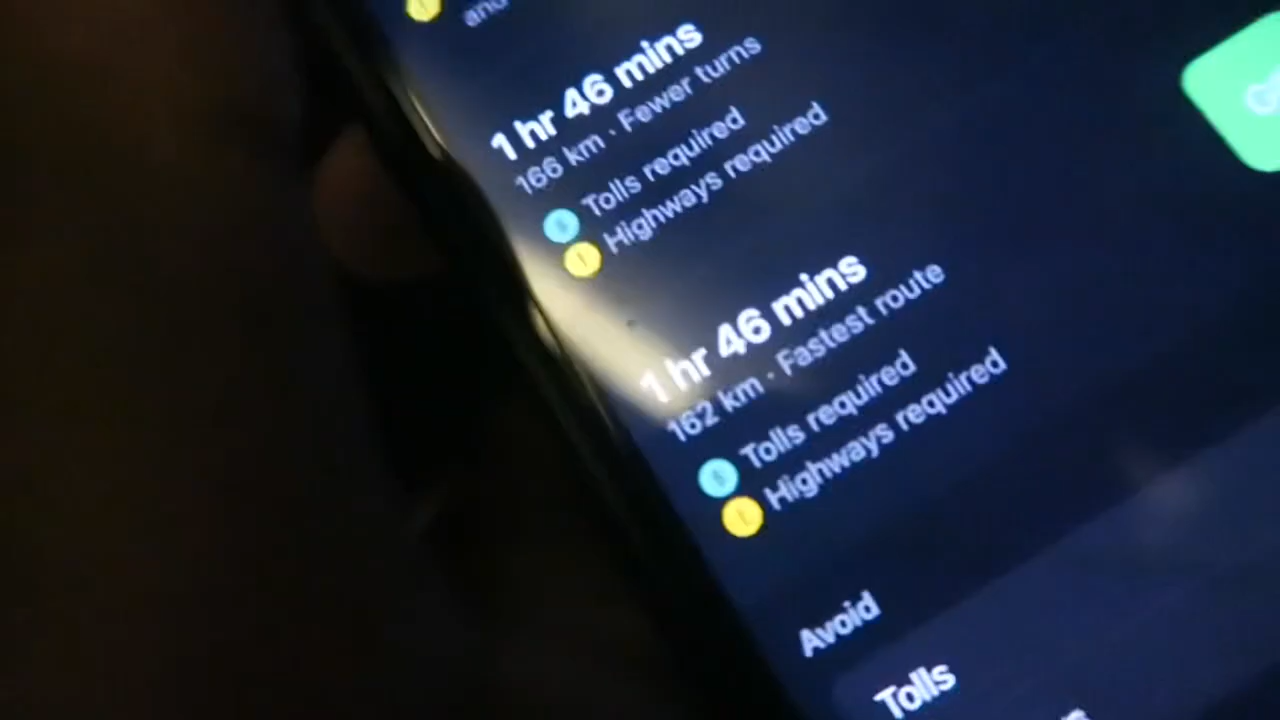 and
1 hr 46 mins
166 km · Fewer turns
Tolls required
Highways required
1 hr 46 mins
162 km · Fastest route
Tolls required
Highways required
Avoid
Tolls